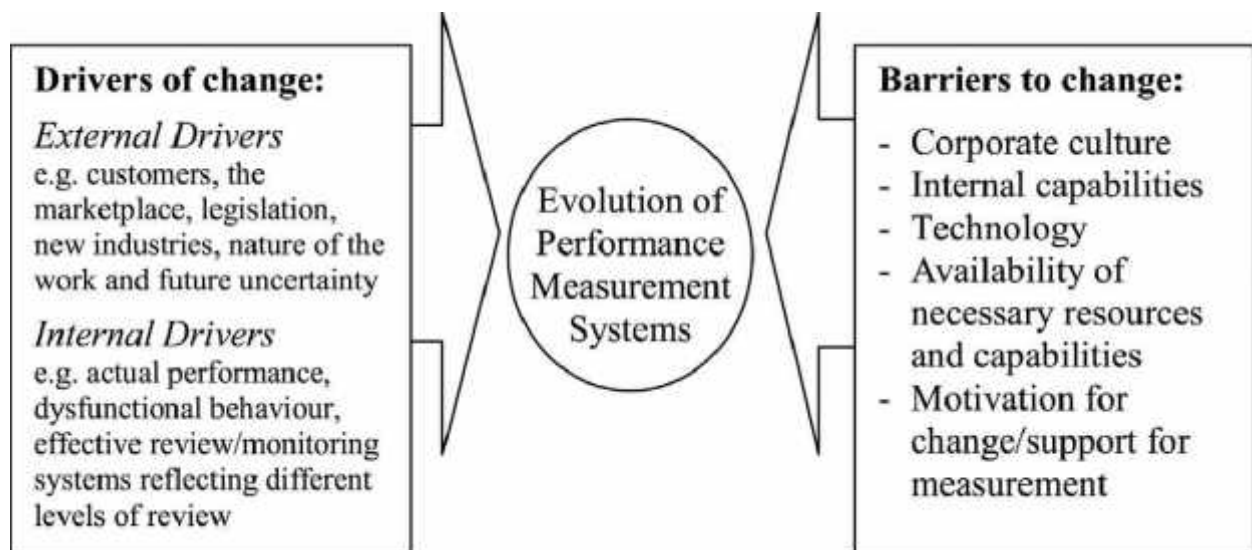 Drivers of change:
External Drivers
e.g. customers, the
marketplace, legislation,
new industries, nature of the
work and future uncertainty
Internal Drivers
e.g. actual performance,
dysfunctional behaviour,
effective review/monitoring
systems reflecting different
levels of review
Evolution of
Performance
Measurement
Systems
Barriers to change:
- Corporate culture
- Internal capabilities
- Technology
- Availability of
necessary resources
and capabilities
- Motivation for
change/support for
measurement